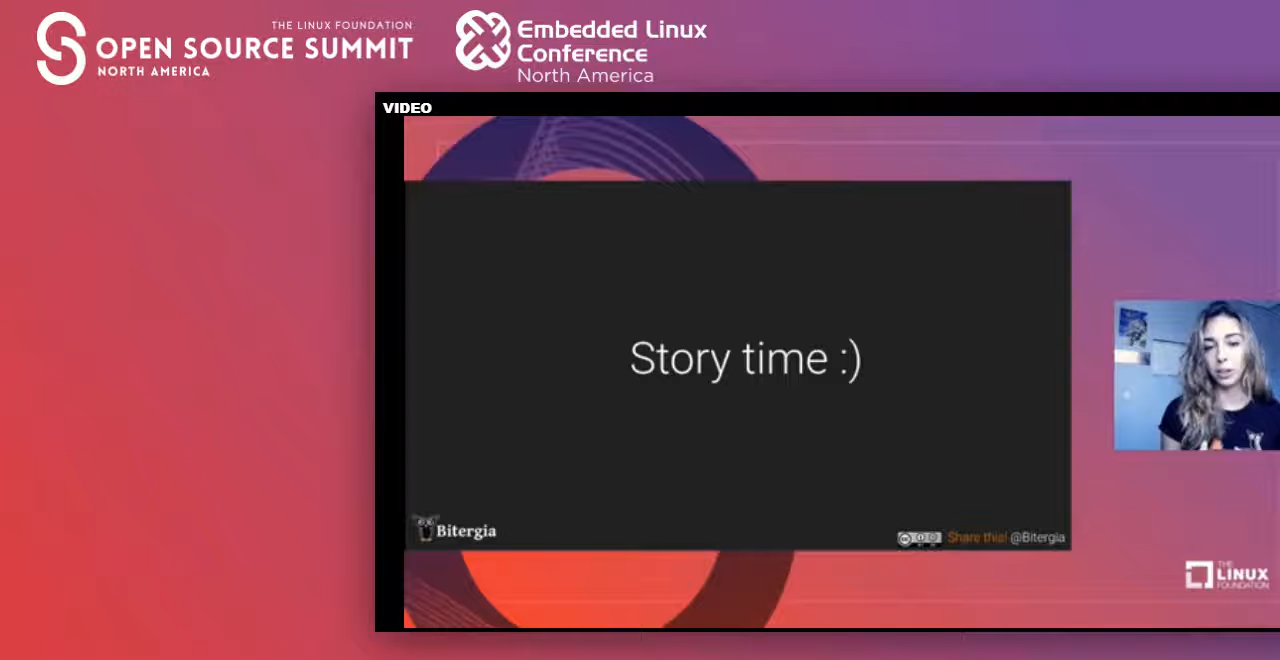 THE LINUX FOUNDATION
OPEN SOURCE SUMMIT
NORTH AMERICA
Embedded Linux
Conference
North America
VIDEO
Story time :)
Bitergia
Share this! @Bitergia
THE
LINUX
FOUNDATION